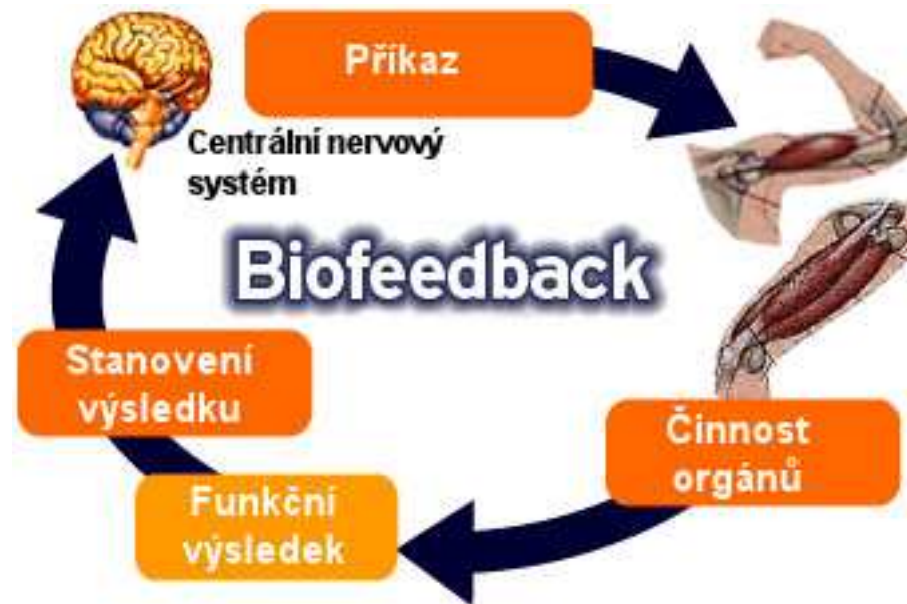 Příkaz
Centrální nervový
systém
Biofeedback
Stanovení
výsledku
Činnost
orgánů
Funkční
výsledek